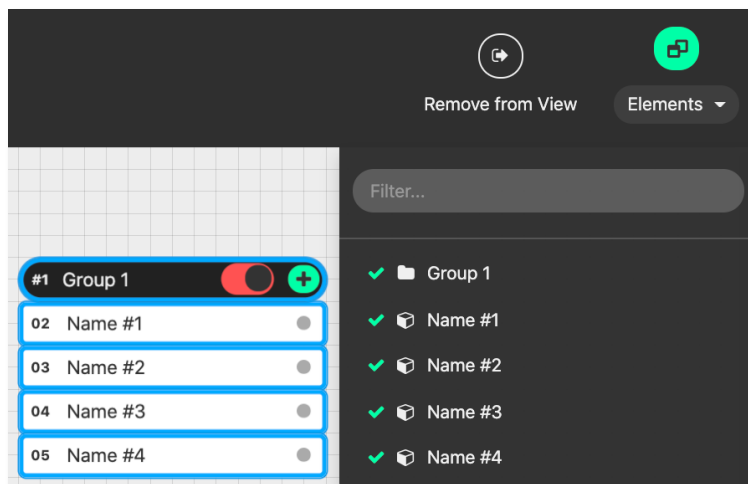 Remove from View
Elements
Filter...
#1 Group 1
02 Name #1
03 Name #2
04 Name #3
05 Name #4
Group 1
Name #1
Name #2
Name #3
Name #4